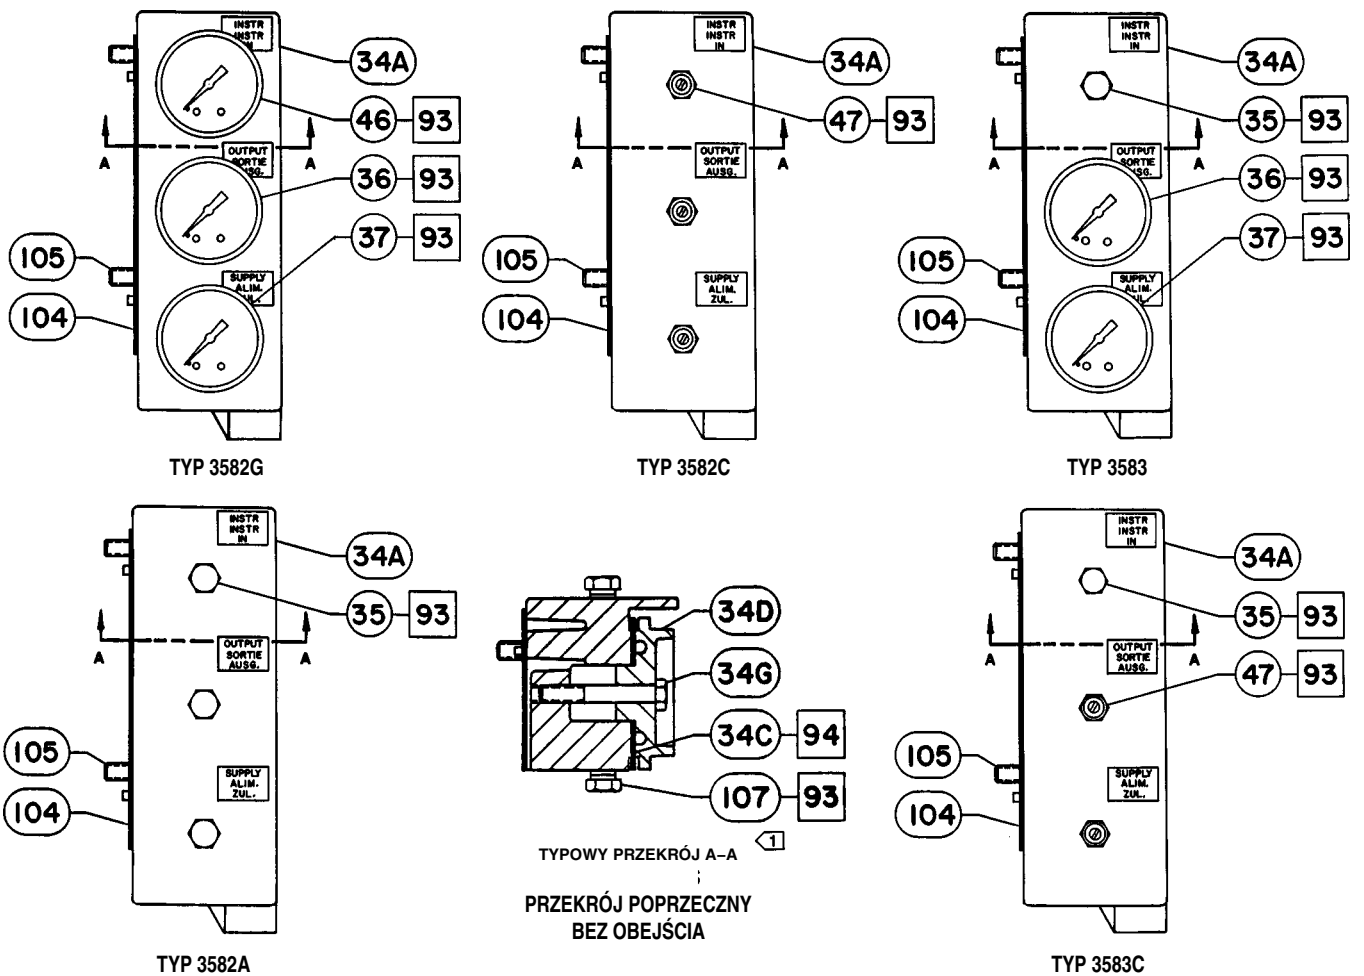 INSTR
INSTR
IN
34A
46
93
A
A
OUTPUT
SORTIE
AUSG.
36
93
37
93
105
SUPPLY
ALIM.
ZUL.
104
TYP 3582G
INSTR
INSTR
IN
34A
47
93
A
A
OUTPUT
SORTIE
AUSG.
105
SUPPLY
ALIM.
ZUL.
104
TYP 3582C
INSTR
INSTR
IN
34A
35
93
A
A
OUTPUT
SORTIE
SG.
36
93
37
93
105
SUPPLY
ALIM.
UL.
104
TYP 3583
INSTR
INSTR
IN
34A
35
93
A
A
OUTPUT
SORTIE
AUSG.
105
SUPPLY
ALIM.
ZUL.
104
TYP 3582A
34D
34G
34C
94
107
93
1
TYPOWY PRZEKRÓJ A–A
PRZEKRÓJ POPRZECZNY
BEZ OBEJŚCIA
INSTR
INSTR
IN
34A
35
93
A
A
OUTPUT
SORTIE
AUSG.
47
93
105
SUPPLY
ALIM.
ZUL.
104
TYP 3583C